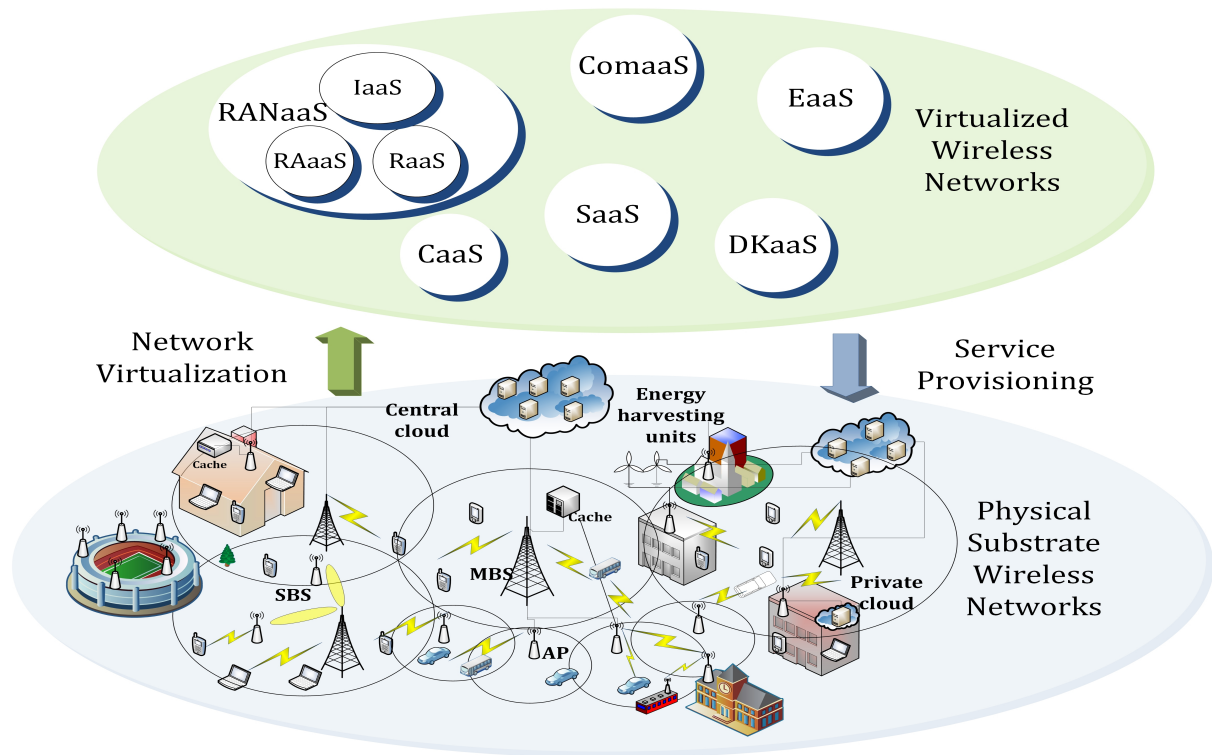 ComaaS
IaaS
EaaS
RANaaS
Virtualized
Wireless
Networks
RAaaS
RaaS
SaaS
CaaS
DKaaS
Network
Virtualization
Service
Provisioning
Central
cloud
Energy
harvesting
units
Cache
Cache
Physical
Substrate
Wireless
Networks
MBS
SBS
Private
cloud
AP